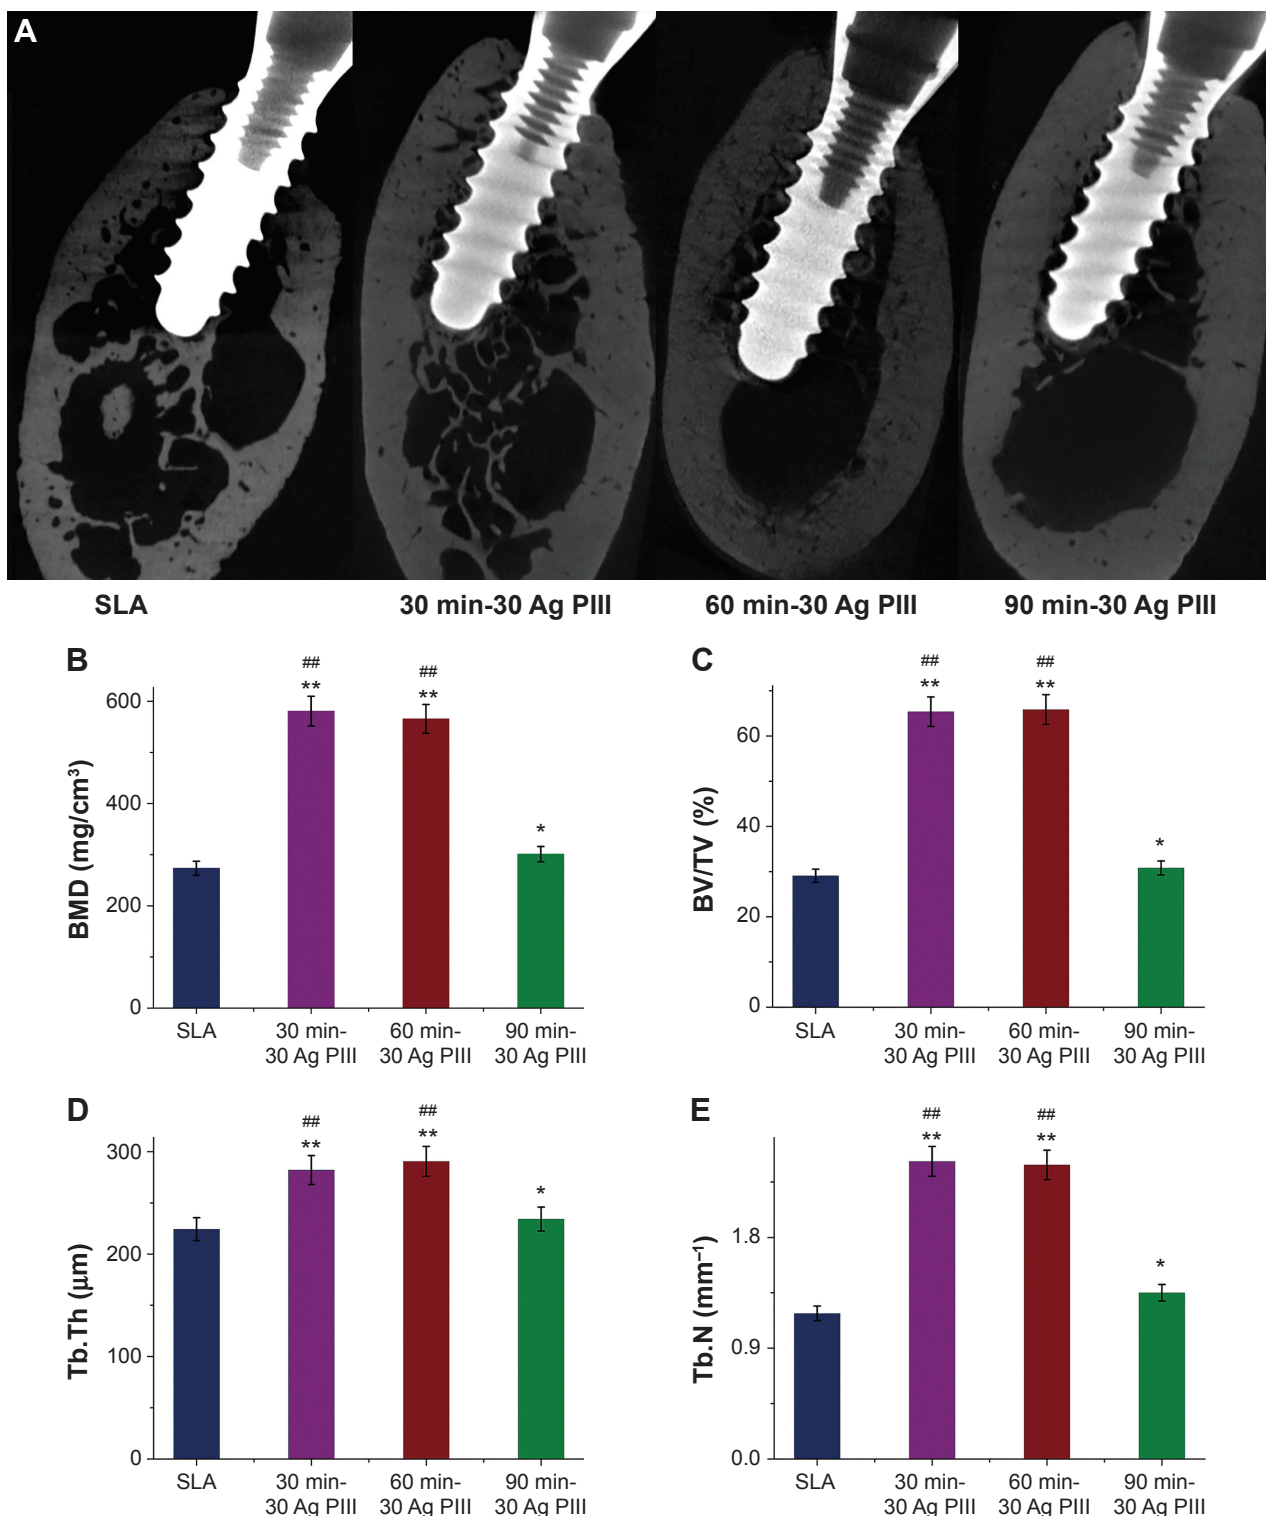 A
SLA
30 min-30 Ag PIII
60 min-30 Ag PIII
90 min-30 Ag PIII
B
BMD (mg/cm³)
600
400
200
0
##
**
##
**
*
SLA
30 min-
30 Ag PIII
60 min-
30 Ag PIII
90 min-
30 Ag PIII
C
BV/TV (%)
60
40
20
0
##
**
##
**
*
SLA
30 min-
30 Ag PIII
60 min-
30 Ag PIII
90 min-
30 Ag PIII
D
Tb.Th (μm)
300
200
100
0
##
**
##
**
*
SLA
30 min-
30 Ag PIII
60 min-
30 Ag PIII
90 min-
30 Ag PIII
E
Tb.N (mm⁻¹)
1.8
0.9
0.0
##
**
##
**
*
SLA
30 min-
30 Ag PIII
60 min-
30 Ag PIII
90 min-
30 Ag PIII